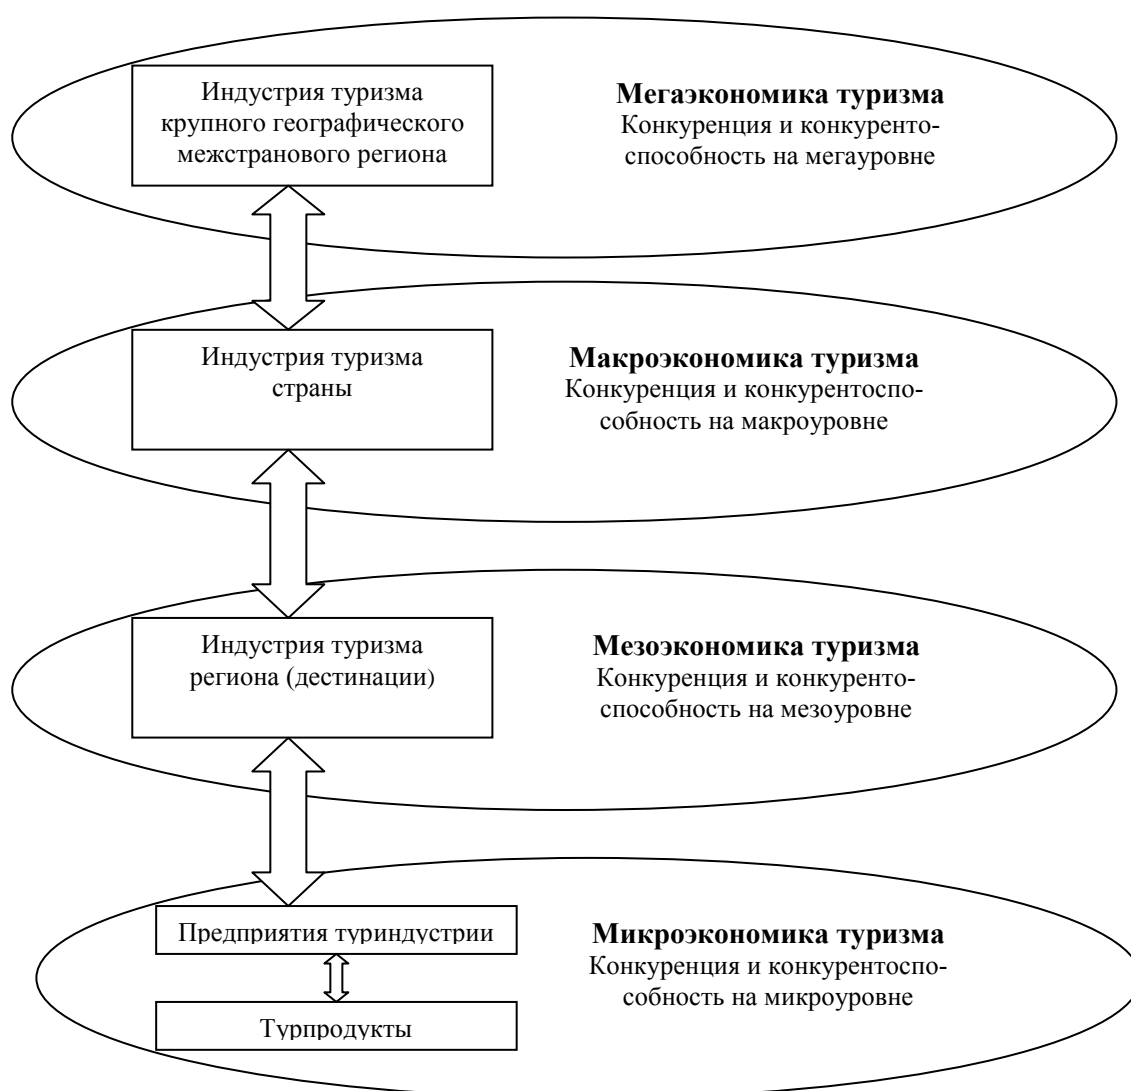 Индустрия туризма
крупного географического
межстранового региона
Мегаэкономика туризма
Конкуренция и конкуренто-
способность на мегауровне
Индустрия туризма
страны
Макроэкономика туризма
Конкуренция и конкурентоспо-
собность на макроуровне
Индустрия туризма
региона (дестинации)
Мезоэкономика туризма
Конкуренция и конкуренто-
способность на мезоуровне
Предприятия туриндустрии
Турпродукты
Микроэкономика туризма
Конкуренция и конкурентоспо-
собность на микроуровне